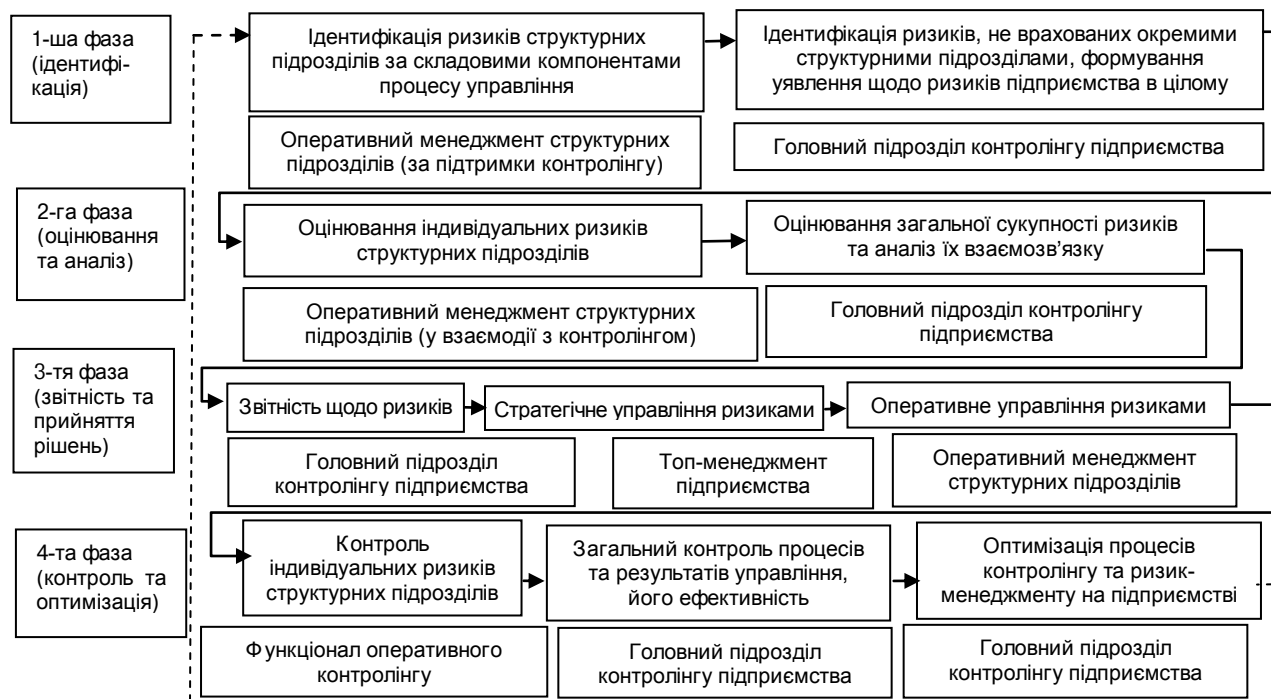 1-ша фаза
(ідентифі-
кація)
Ідентифікація ризиків структурних
підрозділів за складовими компонентами
процесу управління
Ідентифікація ризиків, не врахованих окремими
структурними підрозділами, формування
уявлення щодо ризиків підприємства в цілому
Оперативний менеджмент структурних
підрозділів (за підтримки контролінгу)
Головний підрозділ контролінгу підприємства
2-га фаза
(оцінювання
та аналіз)
Оцінювання індивідуальних ризиків
структурних підрозділів
Оцінювання загальної сукупності ризиків
та аналіз їх взаємозв’язку
Оперативний менеджмент структурних
підрозділів (у взаємодії з контролінгом)
Головний підрозділ контролінгу
підприємства
3-тя фаза
(звітність та
прийняття
рішень)
Звітність щодо ризиків
Стратегічне управління ризиками
Оперативне управління ризиками
Головний підрозділ
контролінгу підприємства
Топ-менеджмент
підприємства
Оперативний менеджмент
структурних підрозділів
4-та фаза
(контроль та
оптимізація)
Контроль
індивідуальних ризиків
структурних підрозділів
Загальний контроль процесів
та результатів управління,
його ефективність
Оптимізація процесів
контролінгу та ризик-
менеджменту на підприємстві
Функціонал оперативного
контролінгу
Головний підрозділ
контролінгу підприємства
Головний підрозділ
контролінгу підприємства